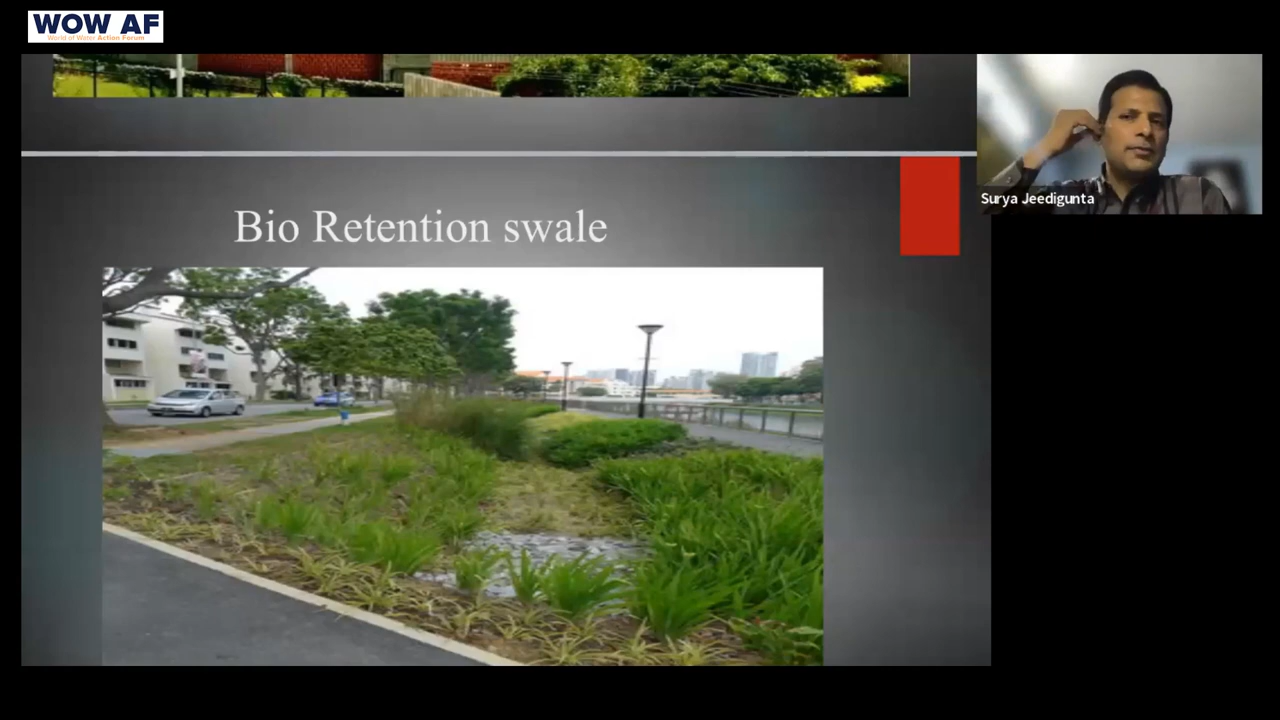 WOW AF
World of Water Action Forum
Surya Jeedigunta
Bio Retention swale